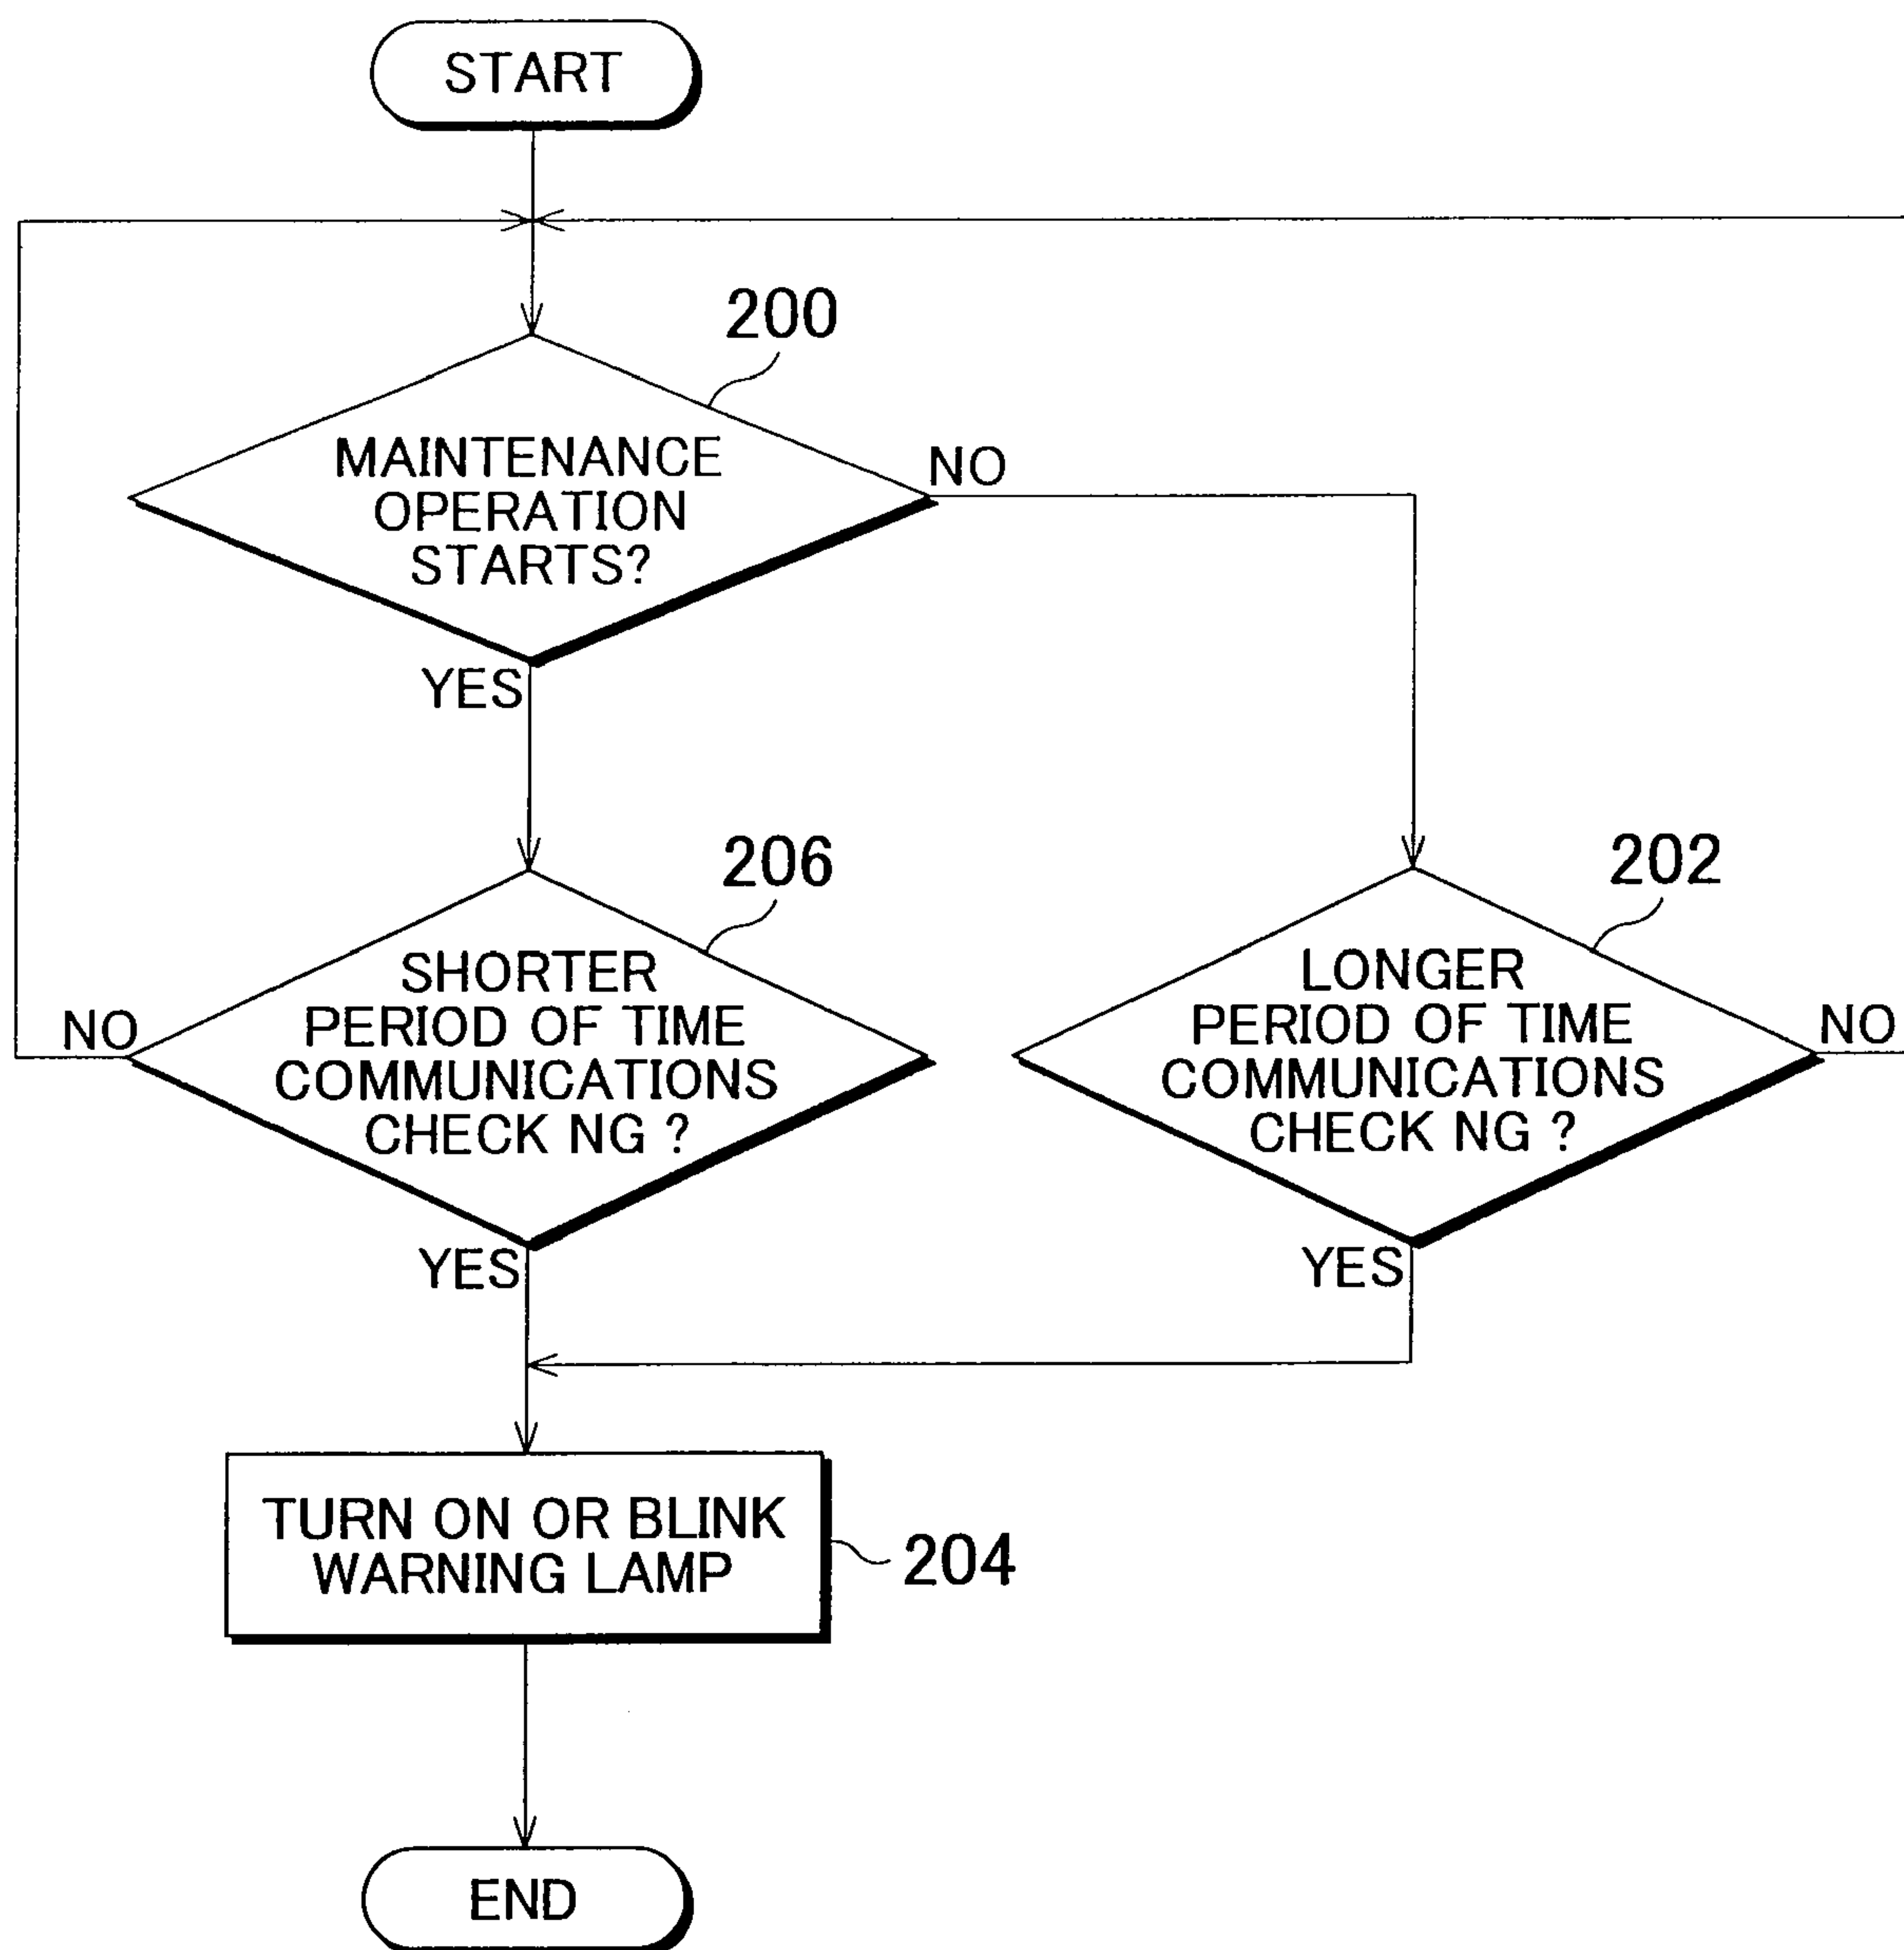 START
200
MAINTENANCE
OPERATION
STARTS?
NO
YES
206
SHORTER
PERIOD OF TIME
COMMUNICATIONS
CHECK NG ?
NO
YES
202
LONGER
PERIOD OF TIME
COMMUNICATIONS
CHECK NG ?
NO
YES
TURN ON OR BLINK
WARNING LAMP
204
END